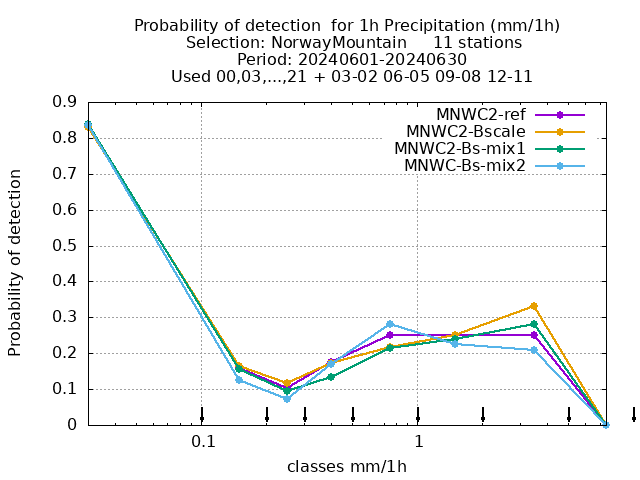 Probability of detection  for 1h Precipitation (mm/1h)
Selection: NorwayMountain     11 stations
Period: 20240601-20240630
Used 00,03,...,21 + 03-02 06-05 09-08 12-11
MNWC2-ref
MNWC2-Bscale
MNWC2-Bs-mix1
MNWC-Bs-mix2
Probability of detection
0.9
0.8
0.7
0.6
0.5
0.4
0.3
0.2
0.1
0
0.1
1
classes mm/1h